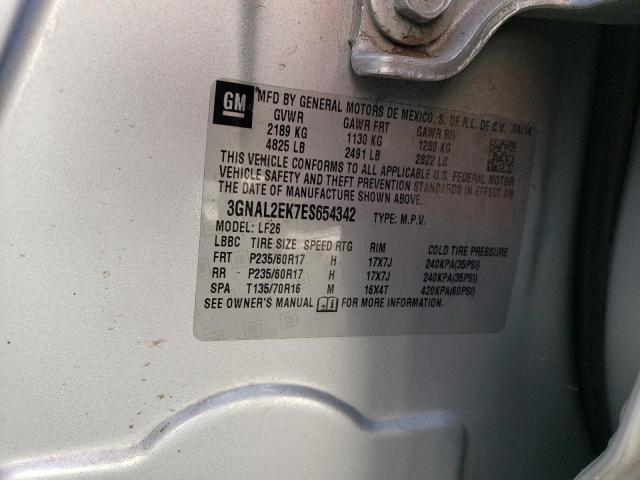 GM
MFD BY GENERAL MOTORS DE MEXICO, S. DE R.L. DE C.V. 04/14
GVWR GAWR FRT GAWR RR
2189 KG 1130 KG 1280 KG
4825 LB 2491 LB 2822 LB
THIS VEHICLE CONFORMS TO ALL APPLICABLE U.S. FEDERAL MOTOR
VEHICLE SAFETY AND THEFT PREVENTION STANDARDS IN EFFECT ON
THE DATE OF MANUFACTURE SHOWN ABOVE.
3GNAL2EK7ES654342 TYPE: M.P.V.
MODEL: LF26
LBBC TIRE SIZE SPEED RTG RIM COLD TIRE PRESSURE
FRT P235/60R17 H 17X7J 240KPA(35PSI)
RR P235/60R17 H 17X7J 240KPA(35PSI)
SPA T135/70R16 M 16X4T 420KPA(60PSI)
SEE OWNER'S MANUAL FOR MORE INFORMATION.